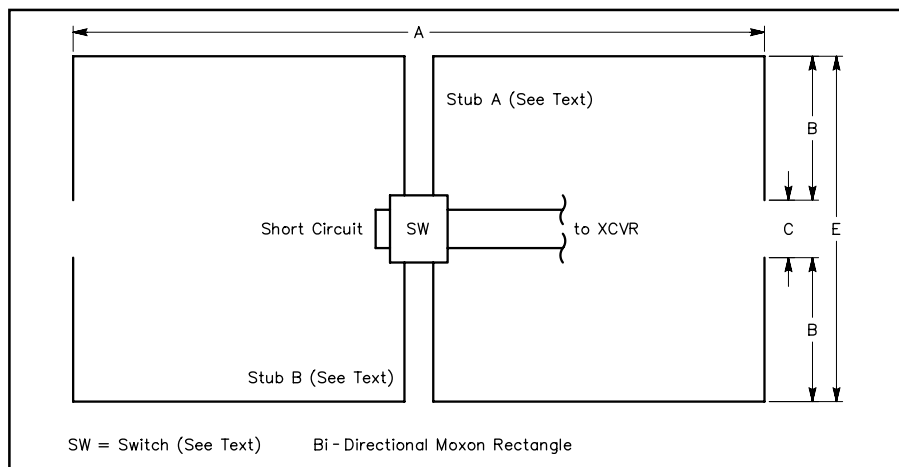 A
Stub A (See Text)
B
Short Circuit
SW
to XCVR
C
E
B
Stub B (See Text)
SW = Switch (See Text)
Bi-Directional Moxon Rectangle